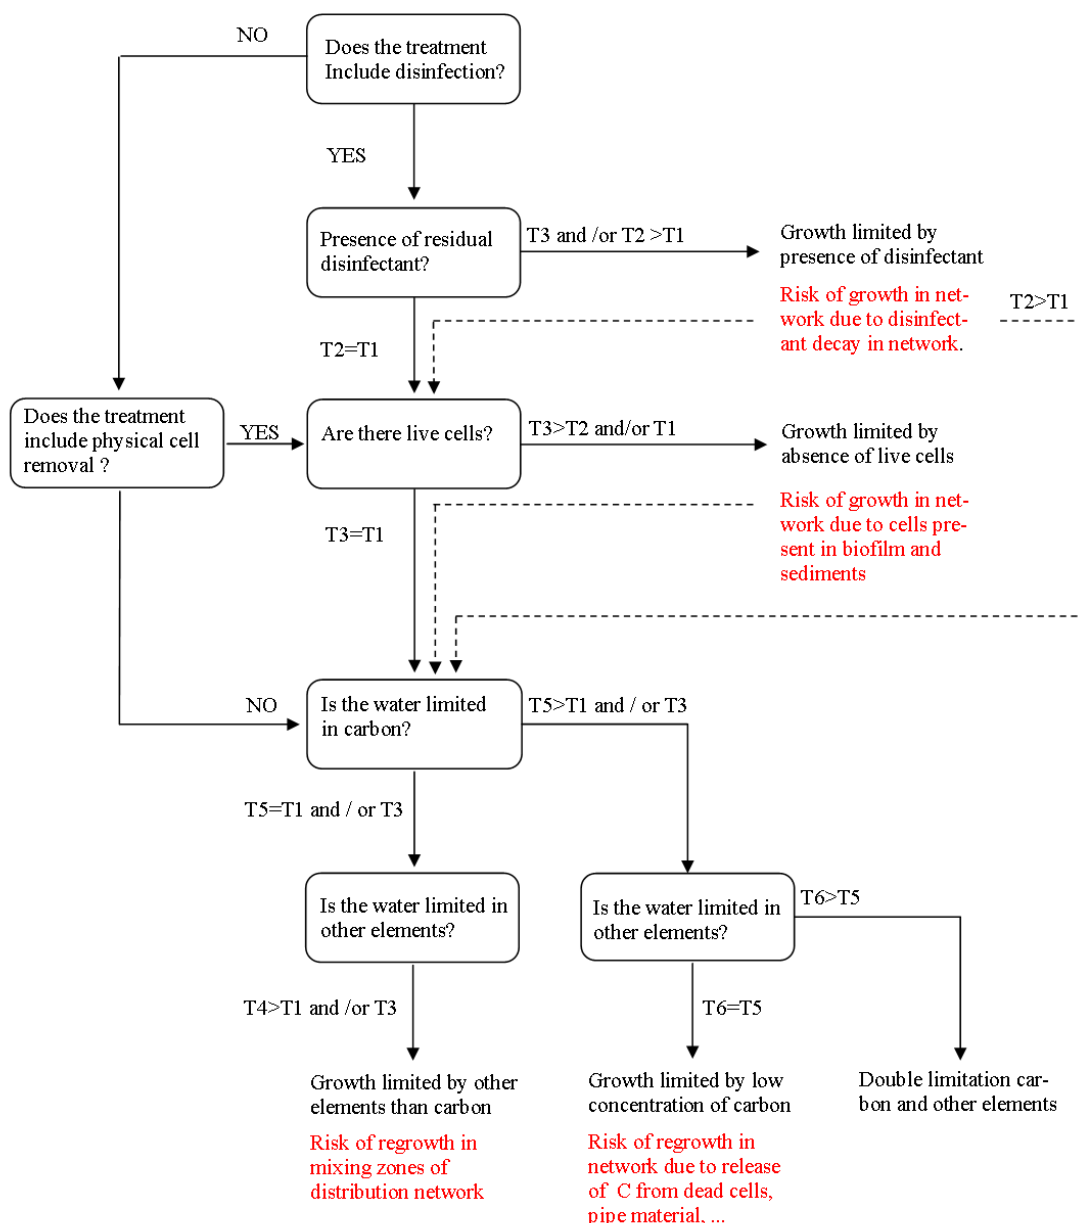 NO
Does the treatment
Include disinfection?
YES
Presence of residual
disinfectant?
T3 and /or T2 >T1
Growth limited by
presence of disinfectant
Risk of growth in net-
work due to disinfect-
ant decay in network.
T2>T1
T2=T1
Does the treatment
include physical cell
removal ?
YES
Are there live cells?
T3>T2 and/or T1
Growth limited by
absence of live cells
Risk of growth in net-
work due to cells pre-
sent in biofilm and
sediments
T3=T1
NO
Is the water limited
in carbon?
T5>T1 and / or T3
T5=T1 and / or T3
Is the water limited in
other elements?
Is the water limited in
other elements?
T6>T5
T4>T1 and /or T3
T6=T5
Growth limited by other
elements than carbon
Risk of regrowth in
mixing zones of
distribution network
Growth limited by low
concentration of carbon
Risk of regrowth in
network due to release
of C from dead cells,
pipe material, ...
Double limitation car-
bon and other elements